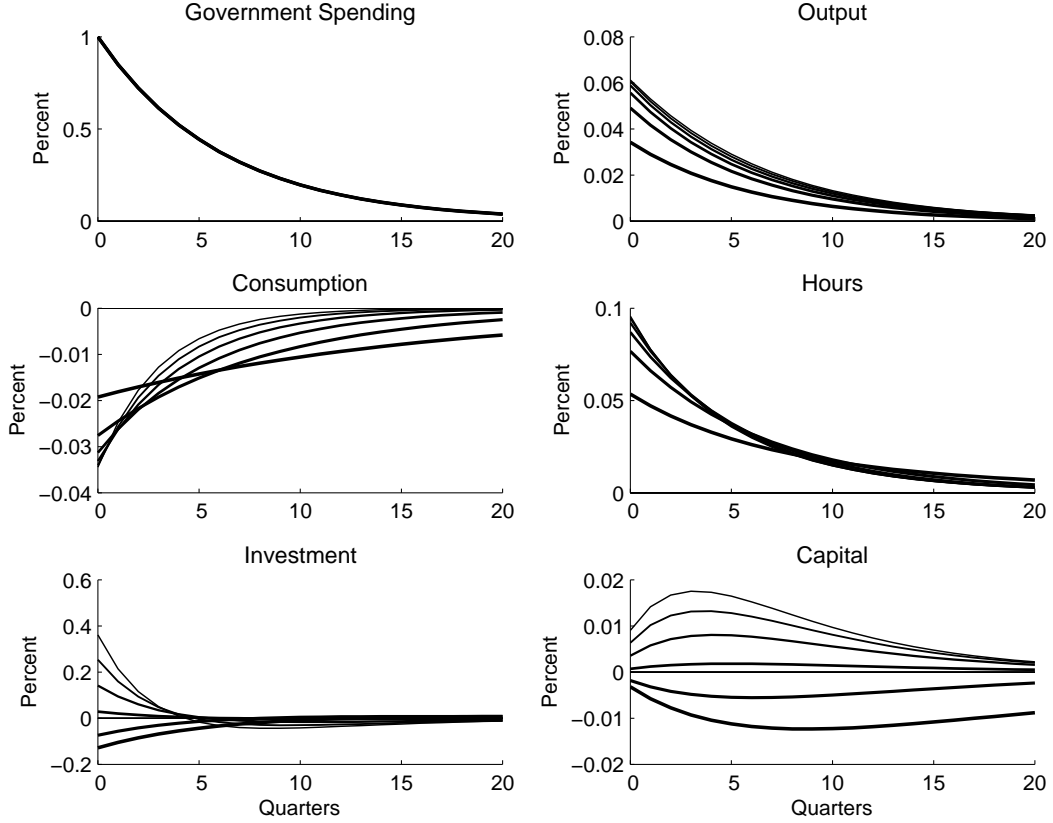 Government Spending
Percent
1
0.5
0
0 5 10 15 20
Output
Percent
0.08
0.06
0.04
0.02
0
0 5 10 15 20
Consumption
Percent
0
−0.01
−0.02
−0.03
−0.04
0 5 10 15 20
Hours
Percent
0.1
0.05
0
0 5 10 15 20
Investment
Percent
0.6
0.4
0.2
0
−0.2
0 5 10 15 20
Quarters
Capital
Percent
0.02
0.01
0
−0.01
−0.02
0 5 10 15 20
Quarters